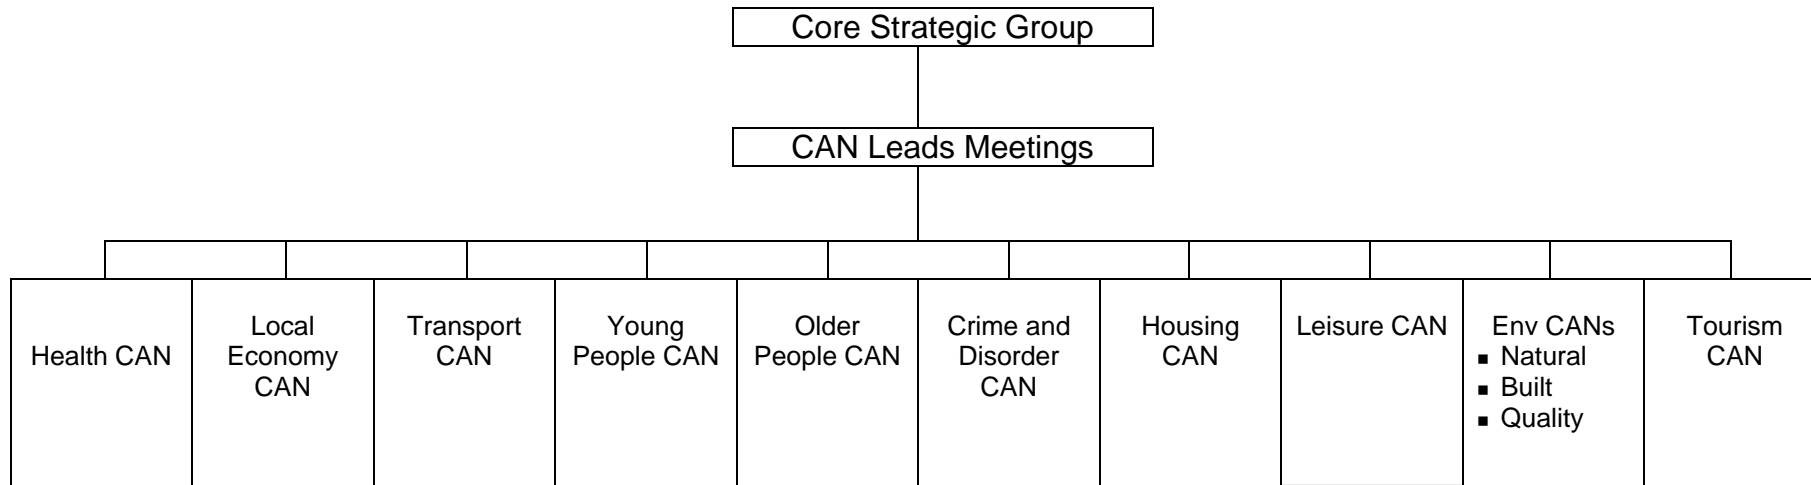 Core Strategic Group
CAN Leads Meetings
Health CAN
Local
Economy
CAN
Transport
CAN
Young
People CAN
Older
People CAN
Crime and
Disorder
CAN
Housing
CAN
Leisure CAN
Env CANs
▪ Natural
▪ Built
▪ Quality
Tourism
CAN